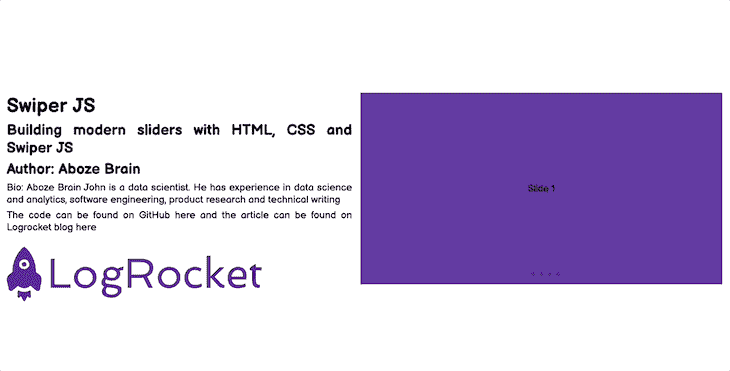 Swiper JS
Building modern sliders with HTML, CSS and
Swiper JS
Author: Aboze Brain
Bio: Aboze Brain John is a data scientist. He has experience in data science
and analytics, software engineering, product research and technical writing
The code can be found on GitHub here and the article can be found on
Logrocket blog here
LogRocket
Slide 1